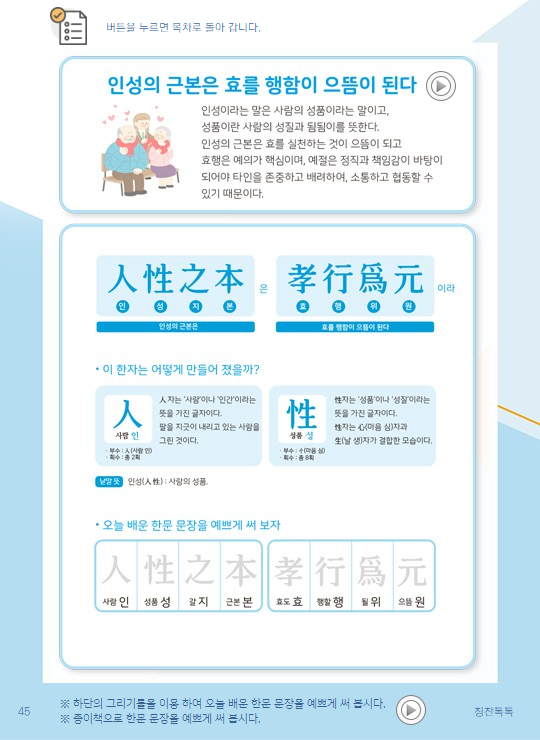 버튼을 누르면 목차로 돌아 갑니다.
인성의 근본은 효를 행함이 으뜸이 된다
인성이라는 말은 사람의 성품이라는 말이고,
성품이란 사람의 성질과 됨됨이를 뜻한다.
인성의 근본은 효를 실천하는 것이 으뜸이 되고
효행은 예의가 핵심이며, 예절은 정직과 책임감이 바탕이
되어야 타인을 존중하고 배려하여, 소통하고 협동할 수
있기 때문이다.
人性之本 은 孝行爲元 이라
인 성 지 본 효 행 위 원
인성의 근본은 효를 행함이 으뜸이 된다
• 이 한자는 어떻게 만들어 졌을까?
人
사람 인
· 부수 : 人(사람 인)
· 획수 : 총 2획
人자는 '사람'이나 '인간'이라는
뜻을 가진 글자이다.
팔을 지긋이 내리고 있는 사람을
그린 것이다.
性
성품 성
· 부수 : 忄(마음 심)
· 획수 : 총 8획
性자는 '성품'이나 '성질'이라는
뜻을 가진 글자이다.
性자는 心(마음 심)자과
生(날 생)자가 결합한 모습이다.
낱말 뜻 인성(人性) : 사람의 성품.
• 오늘 배운 한문 문장을 예쁘게 써 보자
人 性 之 本 孝 行 爲 元
사람 인 성품 성 갈 지 근본 본 효도 효 행할 행 될 위 으뜸 원
※ 하단의 그리기툴을 이용 하여 오늘 배운 한문 문장을 예쁘게 써 봅시다.
※ 종이책으로 한문 문장을 예쁘게 써 봅시다.
45
칭찬톡톡